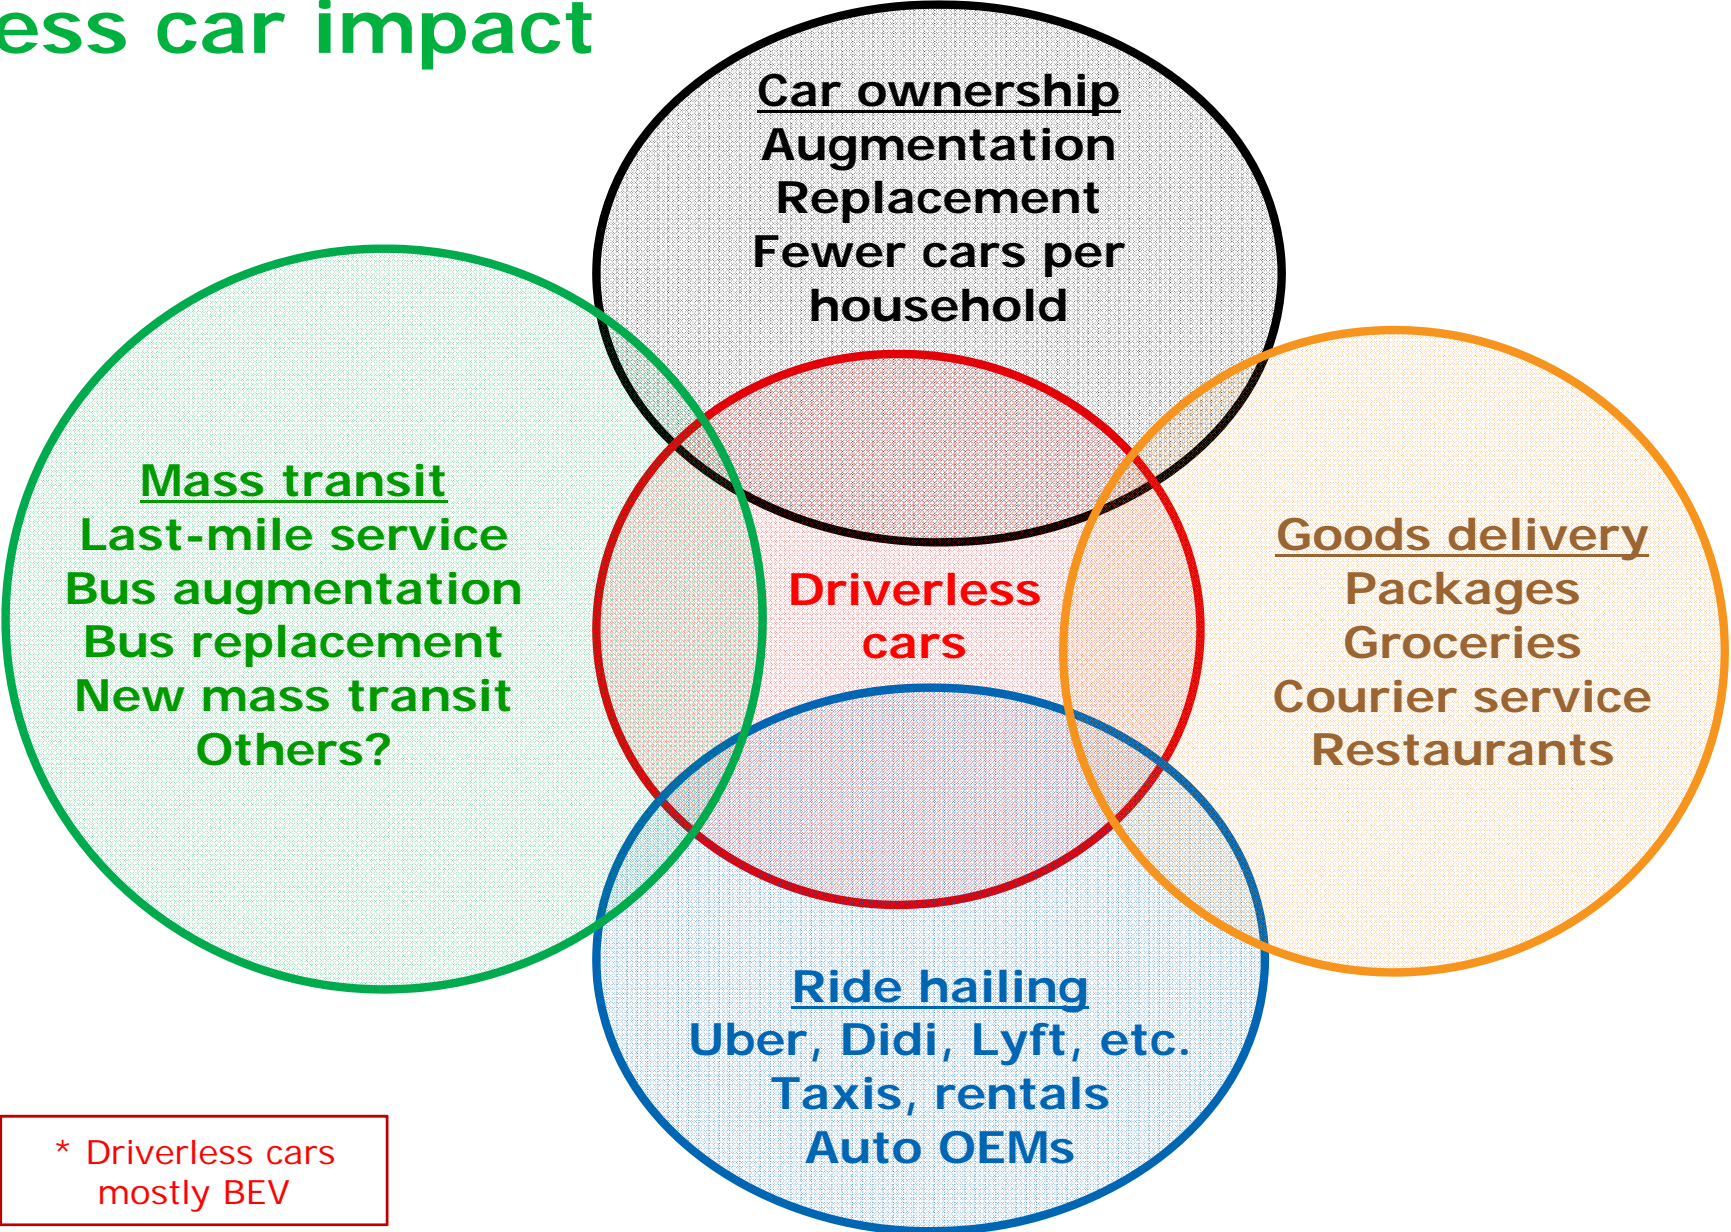 ess car impact
Car ownership
Augmentation
Replacement
Fewer cars per
household
Mass transit
Last-mile service
Bus augmentation
Bus replacement
New mass transit
Others?
Driverless
cars
Goods delivery
Packages
Groceries
Courier service
Restaurants
Ride hailing
Uber, Didi, Lyft, etc.
Taxis, rentals
Auto OEMs
* Driverless cars
mostly BEV